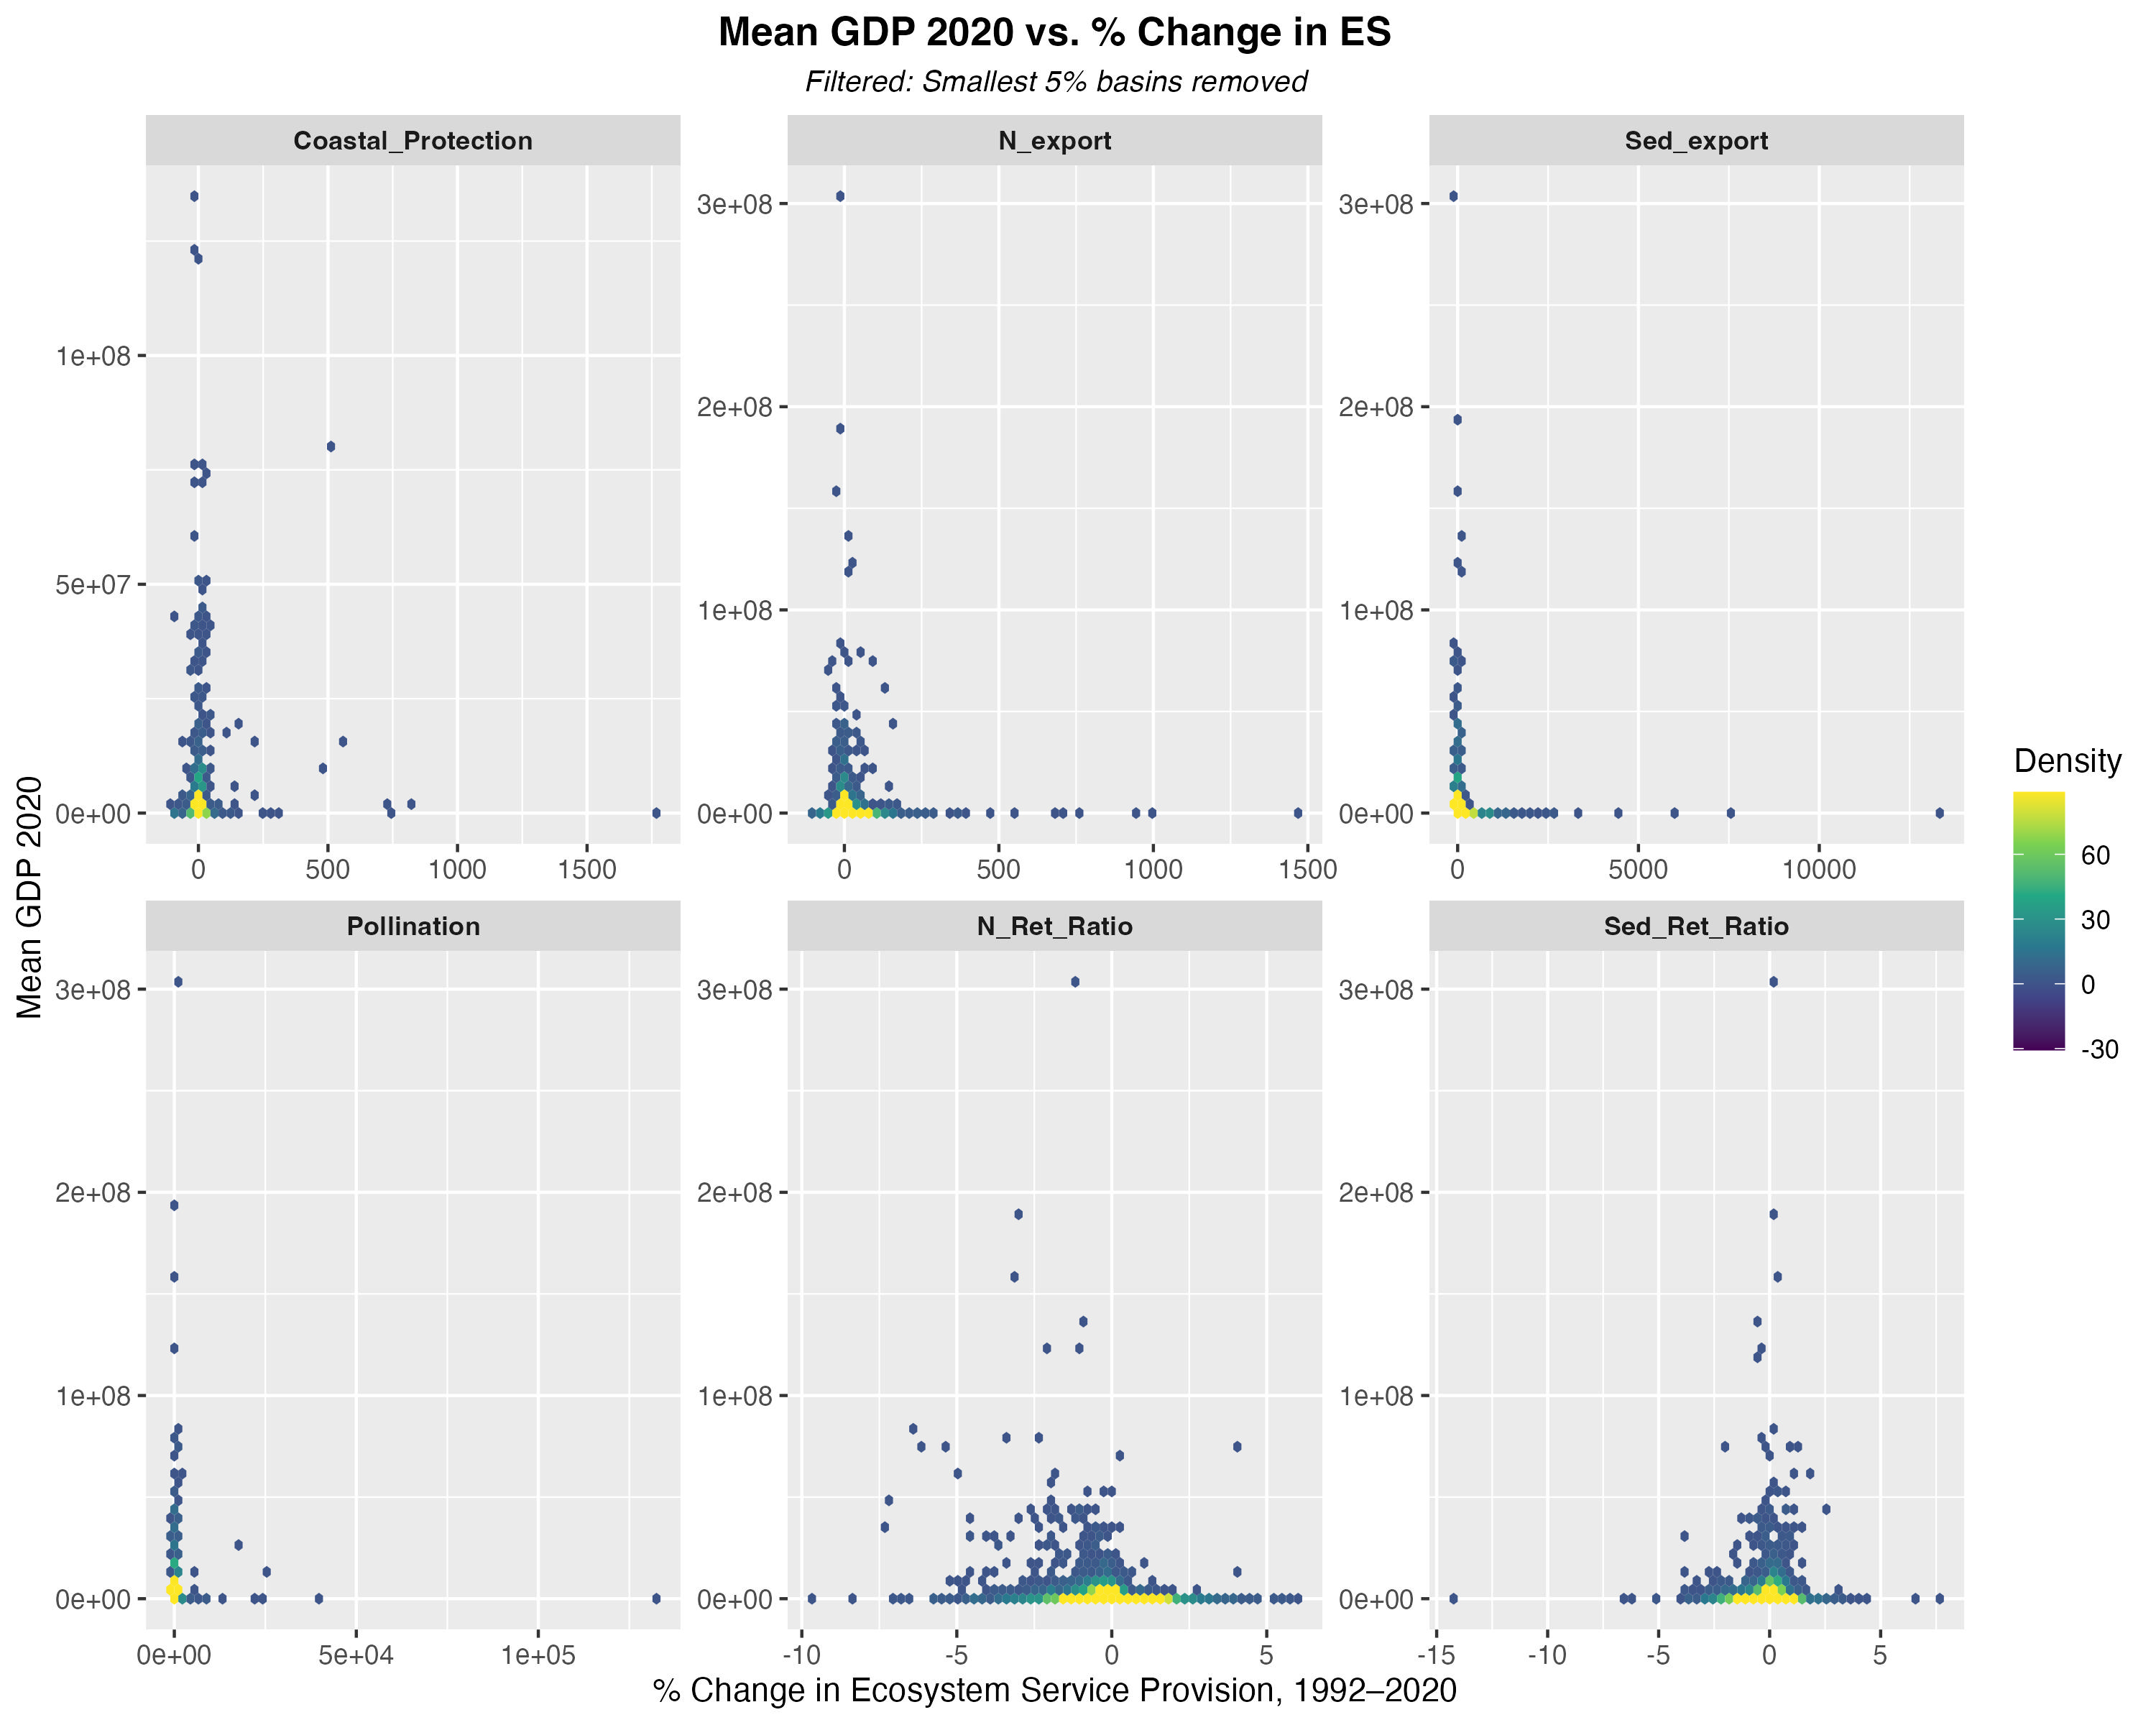 Mean GDP 2020 vs. % Change in ES
Filtered: Smallest 5% basins removed
Coastal_Protection
N_export
Sed_export
1e+08
5e+07
0e+00
0
500
1000
1500
3e+08
2e+08
1e+08
0e+00
0
500
1000
1500
3e+08
2e+08
1e+08
0e+00
0
5000
10000
Pollination
N_Ret_Ratio
Sed_Ret_Ratio
3e+08
2e+08
1e+08
0e+00
0e+00
5e+04
1e+05
3e+08
2e+08
1e+08
0e+00
-10
-5
0
5
3e+08
2e+08
1e+08
0e+00
-15
-10
-5
0
5
Mean GDP 2020
% Change in Ecosystem Service Provision, 1992–2020
Density
60
30
0
-30